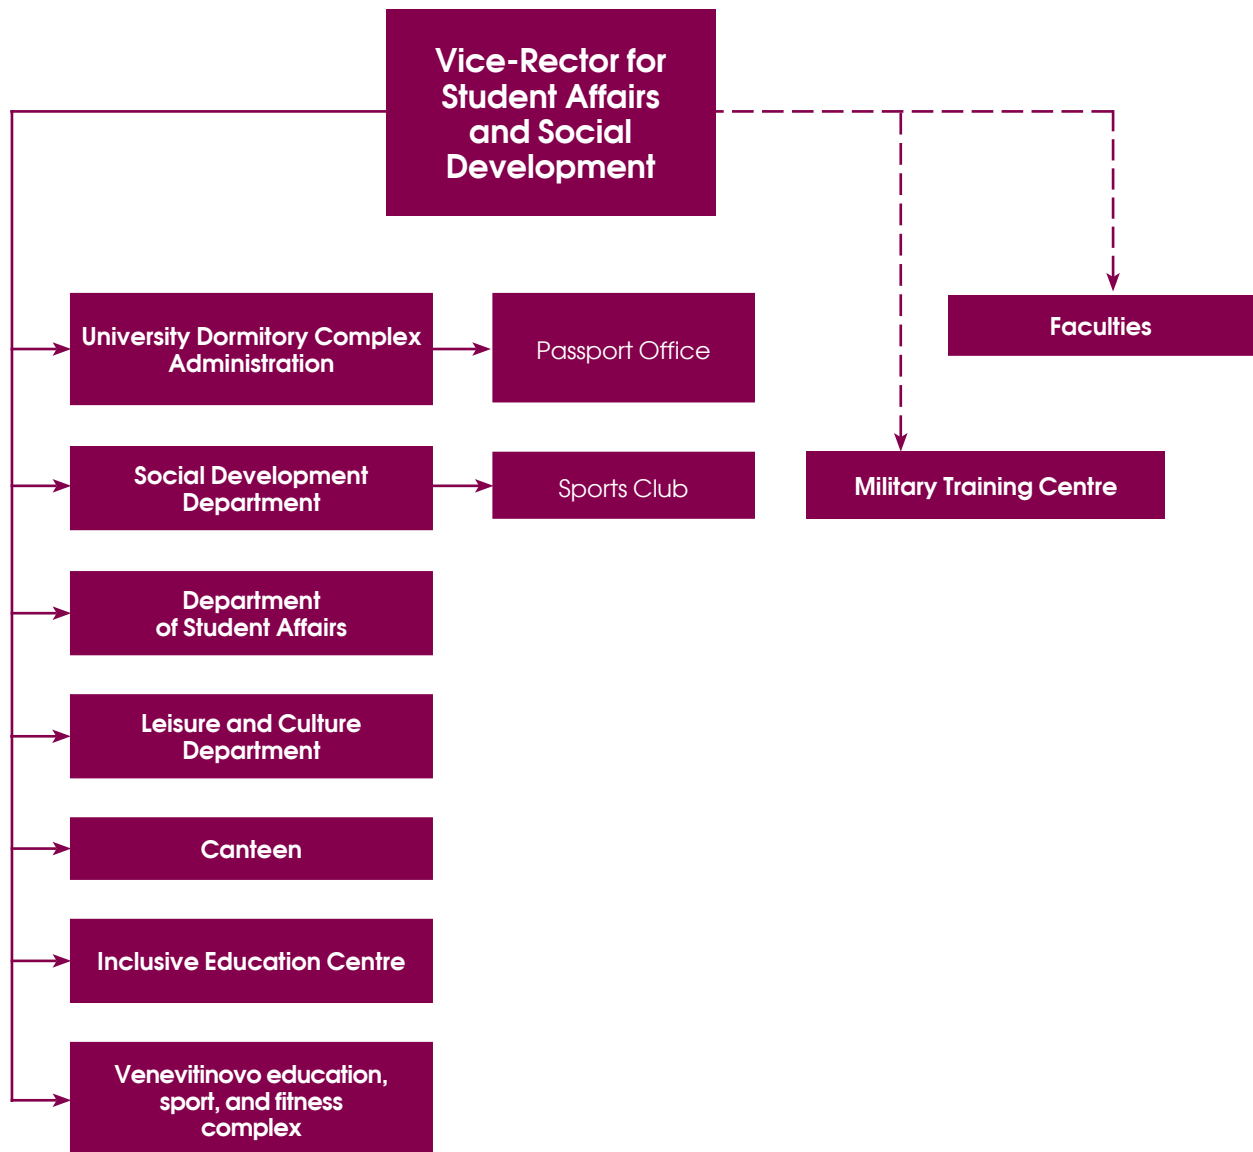 Vice-Rector for
Student Affairs
and Social
Development
University Dormitory Complex
Administration
Passport Office
Faculties
Social Development
Department
Sports Club
Military Training Centre
Department
of Student Affairs
Leisure and Culture
Department
Canteen
Inclusive Education Centre
Venevitinovo education,
sport, and fitness
complex